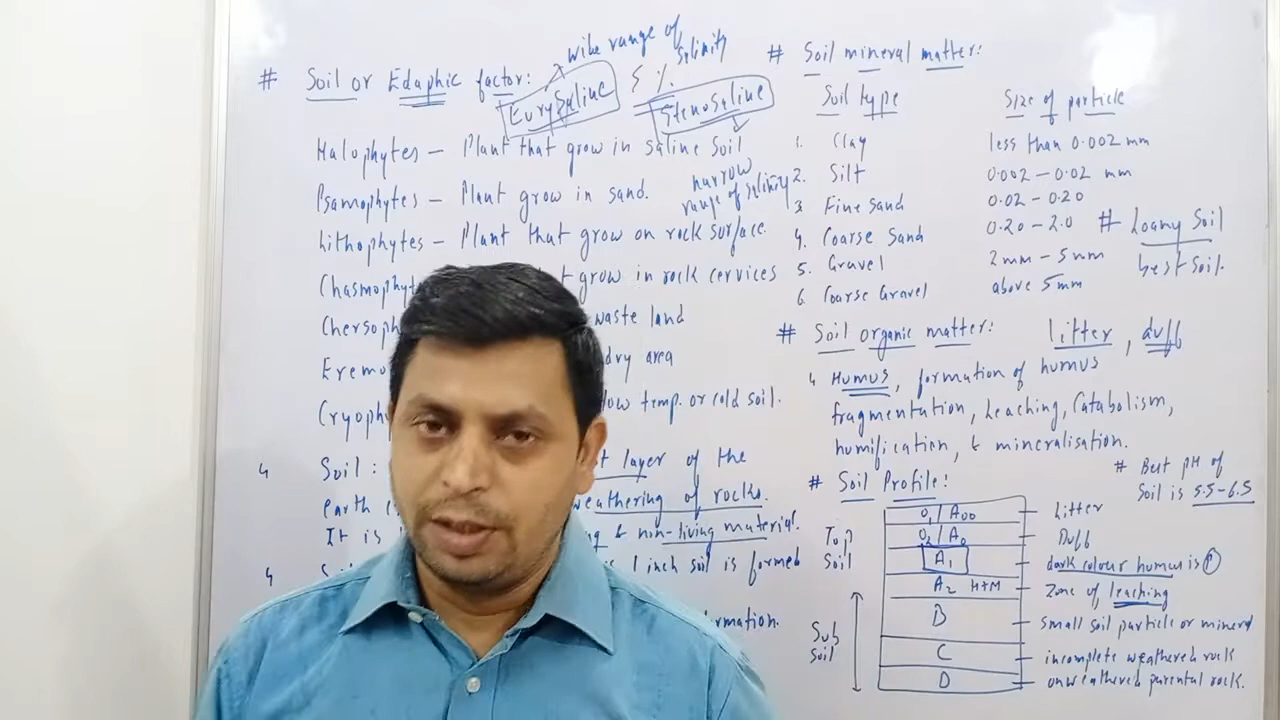 # Soil or Edaphic factor:
wide range of
Salinity
Eurysaline
5 %
Stenosaline
narrow
range of salinity
Halophytes – Plant that grow in saline soil
Psamophytes – Plant grow in sand.
Lithophytes – Plant that grow on rock surface.
Chasmophyt t grow in rock cervices
Chersoph waste land
Eremo dry area
Cryoph low temp. or cold soil.
Soil: t layer of the
earth weathering of rocks.
It is & non-living material.
1 inch soil is formed
rmation.
# Soil mineral matter:
Soil type Size of particle
1. Clay less than 0.002 mm
2. Silt 0.002 – 0.02 mm
3 Fine sand 0.02 – 0.20
4. Coarse Sand 0.20 – 2.0
5. Gravel 2mm – 5mm
6. Coarse Gravel above 5mm
# Loamy Soil
best soil.
# Soil organic matter: litter, duff
Humus, formation of humus
fragmentation, Leaching, Catabolism,
humification, & mineralisation.
# Soil Profile:
# Best pH of
Soil is 5.5-6.5
Top
Soil
O1/A00 Litter
O2/A0 Duff
A1 dark colour humus is ↑
A2 H+M Zone of leaching
Sub
Soil
B small soil particle or mineral
C incomplete weathered rock
D unweathered parental rock.